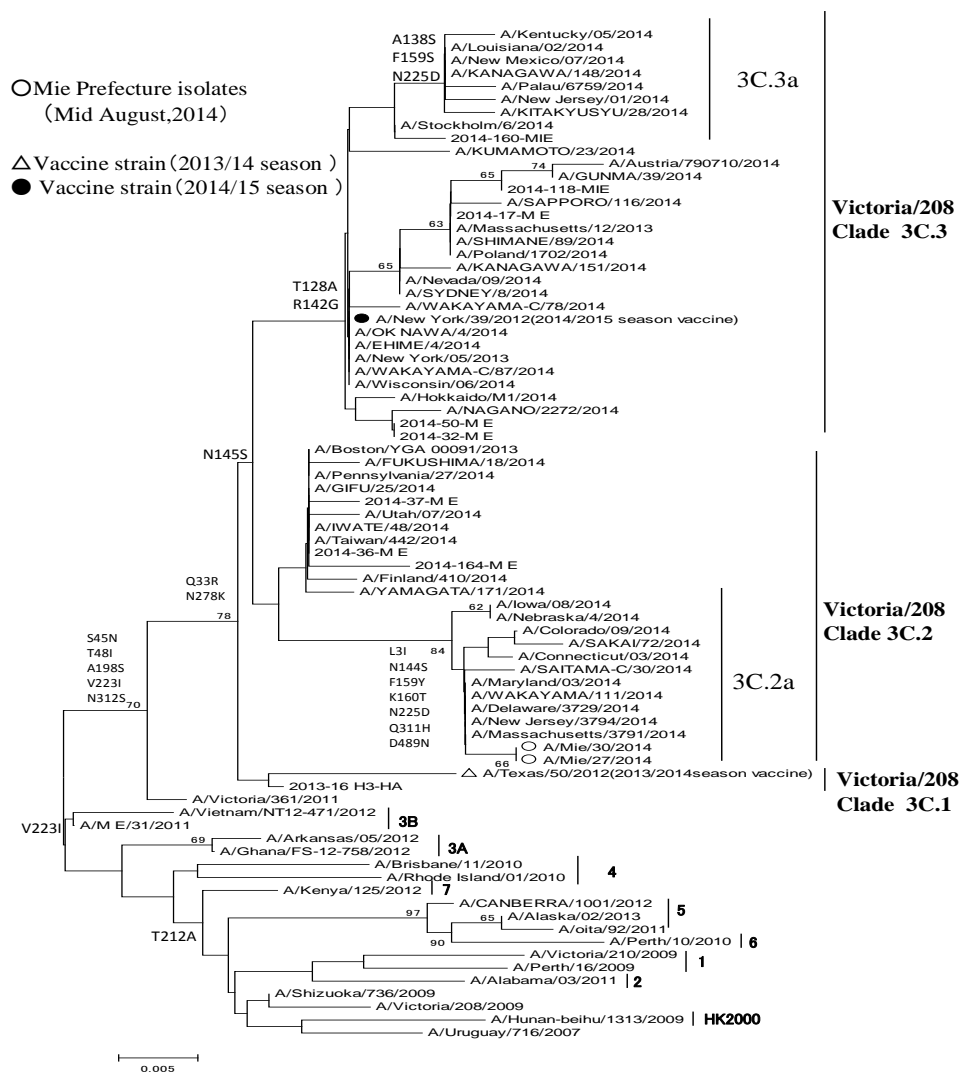 ○Mie Prefecture isolates
（Mid August,2014）
△Vaccine strain（2013/14 season ）
● Vaccine strain（2014/15 season ）
A138S
F159S
N225D
A/Kentucky/05/2014
A/Louisiana/02/2014
A/New Mexico/07/2014
A/KANAGAWA/148/2014
A/Palau/6759/2014
A/New Jersey/01/2014
A/KITAKYUSYU/28/2014
A/Stockholm/6/2014
2014-160-MIE
3C.3a
A/KUMAMOTO/23/2014
74
A/Austria/790710/2014
65
A/GUNMA/39/2014
2014-118-MIE
A/SAPPORO/116/2014
63
2014-17-M E
A/Massachusetts/12/2013
A/SHIMANE/89/2014
A/Poland/1702/2014
65
A/KANAGAWA/151/2014
A/Nevada/09/2014
A/SYDNEY/8/2014
T128A
R142G
A/WAKAYAMA-C/78/2014
A/New York/39/2012(2014/2015 season vaccine)
A/OK NAWA/4/2014
A/EHIME/4/2014
A/New York/05/2013
A/WAKAYAMA-C/87/2014
A/Wisconsin/06/2014
A/Hokkaido/M1/2014
A/NAGANO/2272/2014
2014-50-M E
2014-32-M E
Victoria/208
Clade 3C.3
N145S
A/Boston/YGA 00091/2013
A/FUKUSHIMA/18/2014
A/Pennsylvania/27/2014
A/GIFU/25/2014
2014-37-M E
A/Utah/07/2014
A/IWATE/48/2014
A/Taiwan/442/2014
2014-36-M E
2014-164-M E
A/Finland/410/2014
A/YAMAGATA/171/2014
Q33R
N278K
78
62
A/Iowa/08/2014
A/Nebraska/4/2014
A/Colorado/09/2014
A/SAKAI/72/2014
84
A/Connecticut/03/2014
A/SAITAMA-C/30/2014
A/Maryland/03/2014
A/WAKAYAMA/111/2014
A/Delaware/3729/2014
A/New Jersey/3794/2014
A/Massachusetts/3791/2014
A/Mie/30/2014
66
A/Mie/27/2014
L3I
N144S
F159Y
K160T
N225D
Q311H
D489N
3C.2a
Victoria/208
Clade 3C.2
S45N
T48I
A198S
V223I
N312S
70
A/Texas/50/2012(2013/2014season vaccine)
2013-16 H3-HA
Victoria/208
Clade 3C.1
A/Victoria/361/2011
V223I
A/Vietnam/NT12-471/2012
A/M E/31/2011
3B
69
A/Arkansas/05/2012
A/Ghana/FS-12-758/2012
3A
A/Brisbane/11/2010
A/Rhode Island/01/2010
4
A/Kenya/125/2012
7
T212A
97
A/CANBERRA/1001/2012
65
A/Alaska/02/2013
A/oita/92/2011
5
90
A/Perth/10/2010
6
A/Victoria/210/2009
A/Perth/16/2009
1
A/Alabama/03/2011
2
A/Shizuoka/736/2009
A/Victoria/208/2009
A/Hunan-beihu/1313/2009
HK2000
A/Uruguay/716/2007
0.005